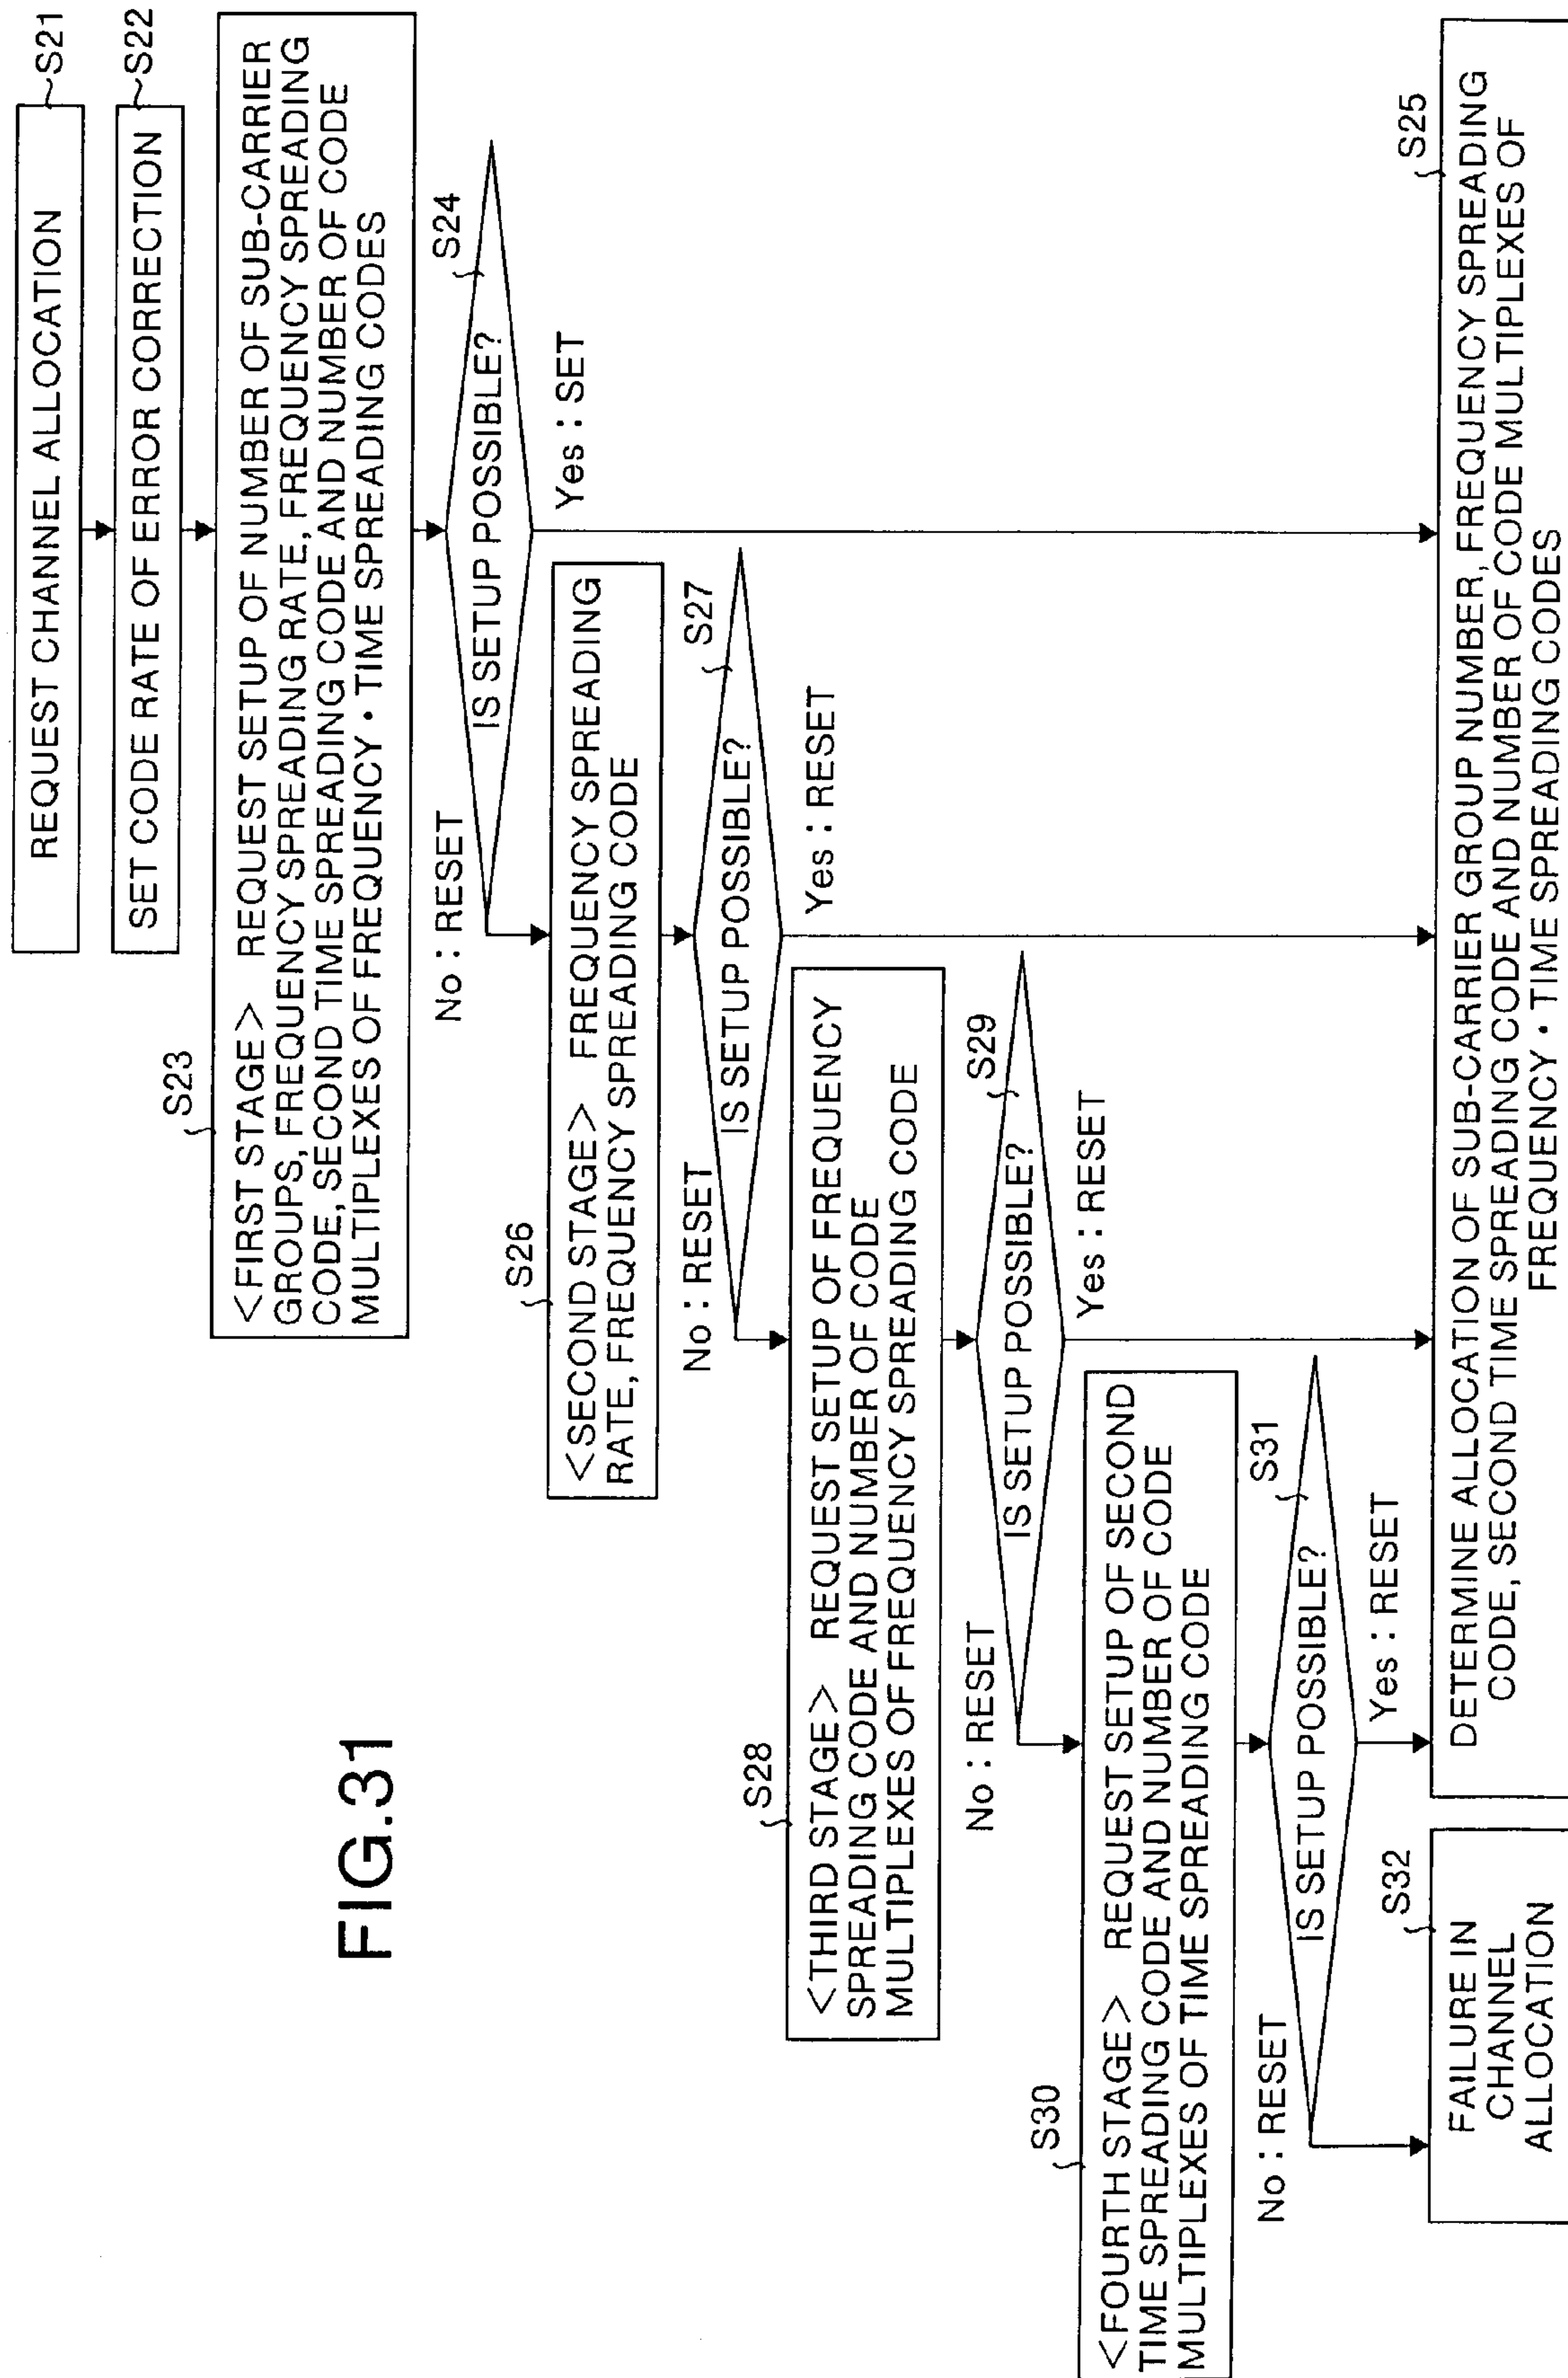 FIG.31
REQUEST CHANNEL ALLOCATION
S21
SET CODE RATE OF ERROR CORRECTION
S22
S23
<FIRST STAGE> REQUEST SETUP OF NUMBER OF SUB-CARRIER
GROUPS, FREQUENCY SPREADING RATE, FREQUENCY SPREADING
CODE, SECOND TIME SPREADING CODE AND NUMBER OF CODE
MULTIPLEXES OF FREQUENCY・TIME SPREADING CODES
S24
IS SETUP POSSIBLE?
No : RESET
Yes : SET
S26
<SECOND STAGE> FREQUENCY SPREADING
RATE, FREQUENCY SPREADING CODE
S27
IS SETUP POSSIBLE?
No : RESET
Yes : RESET
S28
<THIRD STAGE> REQUEST SETUP OF FREQUENCY
SPREADING CODE AND NUMBER OF CODE
MULTIPLEXES OF FREQUENCY SPREADING CODE
S29
IS SETUP POSSIBLE?
No : RESET
Yes : RESET
S30
<FOURTH STAGE> REQUEST SETUP OF SECOND
TIME SPREADING CODE AND NUMBER OF CODE
MULTIPLEXES OF TIME SPREADING CODE
S31
IS SETUP POSSIBLE?
No : RESET
Yes : RESET
S32
FAILURE IN
CHANNEL
ALLOCATION
S25
DETERMINE ALLOCATION OF SUB-CARRIER GROUP NUMBER, FREQUENCY SPREADING
CODE, SECOND TIME SPREADING CODE AND NUMBER OF CODE MULTIPLEXES OF
FREQUENCY・TIME SPREADING CODES